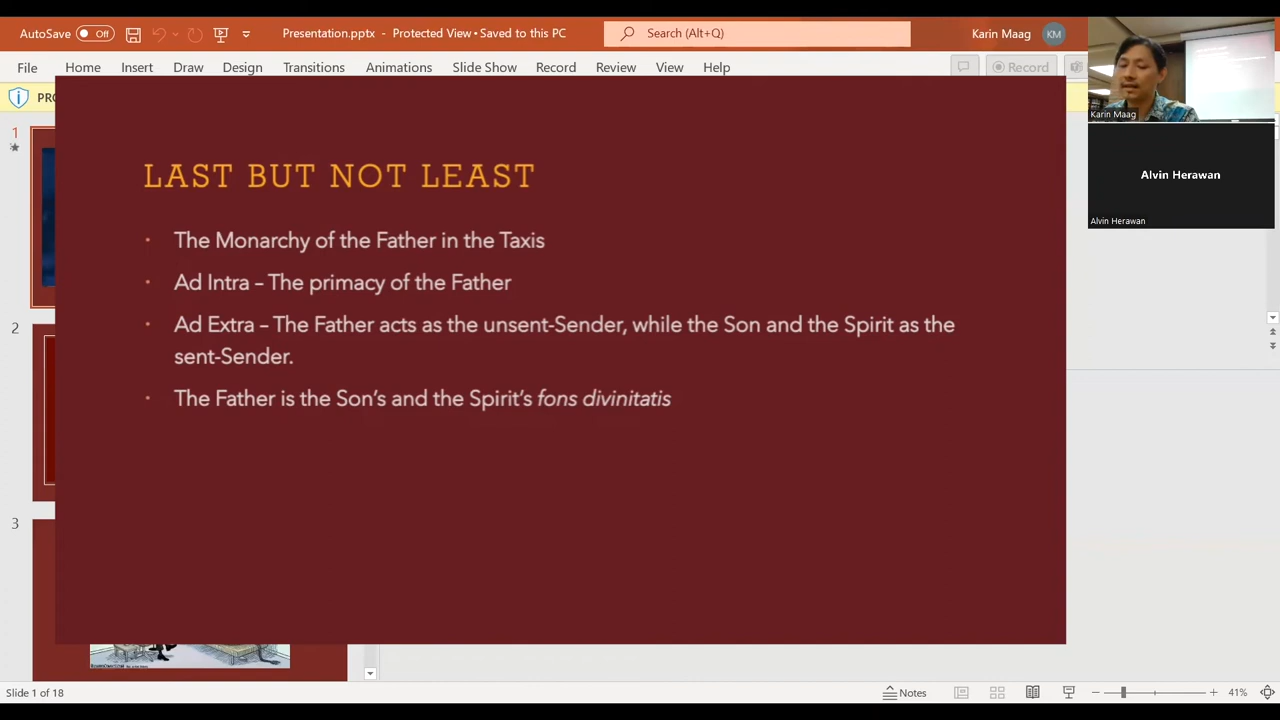 AutoSave Off Presentation.pptx - Protected View • Saved to this PC Search (Alt+Q) Karin Maag KM
File Home Insert Draw Design Transitions Animations Slide Show Record Review View Help Record
PRO
1
2
3
LAST BUT NOT LEAST
• The Monarchy of the Father in the Taxis
• Ad Intra – The primacy of the Father
• Ad Extra – The Father acts as the unsent-Sender, while the Son and the Spirit as the
sent-Sender.
• The Father is the Son's and the Spirit's fons divinitatis
Karin Maag
Alvin Herawan
Alvin Herawan
Slide 1 of 18 Notes 41%